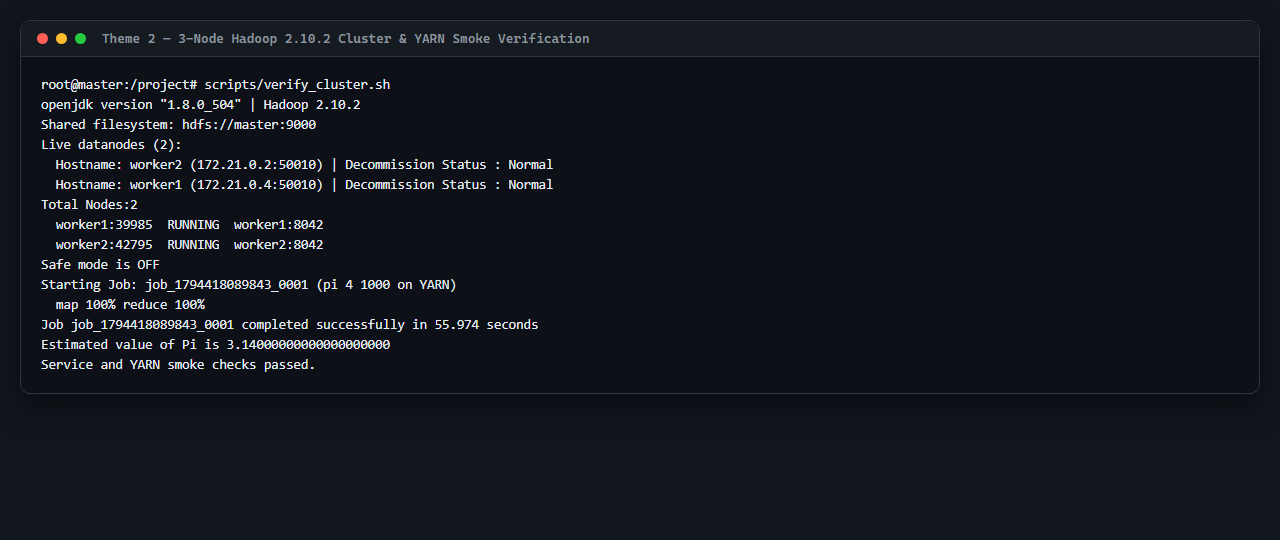 Theme 2 — 3-Node Hadoop 2.10.2 Cluster & YARN Smoke Verification
root@master:/project# scripts/verify_cluster.sh
openjdk version "1.8.0_504" | Hadoop 2.10.2
Shared filesystem: hdfs://master:9000
Live datanodes (2):
  Hostname: worker2 (172.21.0.2:50010) | Decommission Status : Normal
  Hostname: worker1 (172.21.0.4:50010) | Decommission Status : Normal
Total Nodes:2
  worker1:39985  RUNNING  worker1:8042
  worker2:42795  RUNNING  worker2:8042
Safe mode is OFF
Starting Job: job_1794418089843_0001 (pi 4 1000 on YARN)
  map 100% reduce 100%
Job job_1794418089843_0001 completed successfully in 55.974 seconds
Estimated value of Pi is 3.14000000000000000000
Service and YARN smoke checks passed.